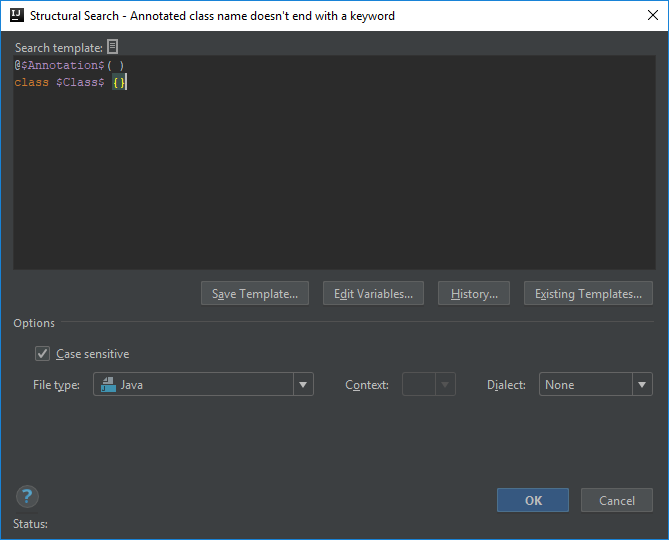 Structural Search - Annotated class name doesn't end with a keyword
Search template:
@$Annotation$( )
class $Class$ {}
Save Template... Edit Variables... History... Existing Templates...
Options
Case sensitive
File type: Java Context: Dialect: None
?
OK Cancel
Status: